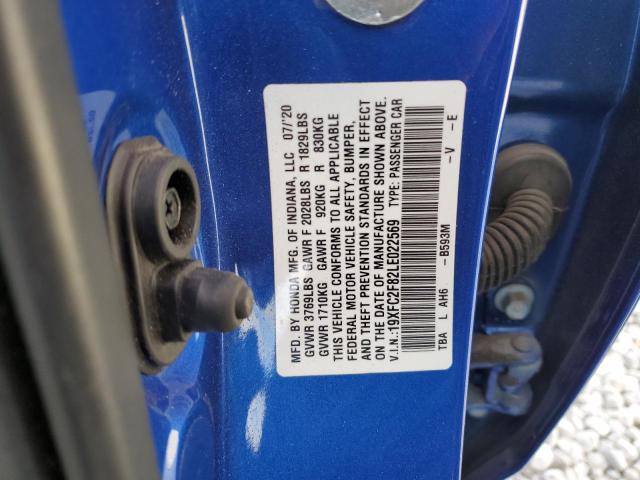 MFD. BY HONDA MFG. OF INDIANA, LLC 07/'20
GVWR 3769LBS GAWR F 2028LBS R 1829LBS
GVWR 1710KG GAWR F 920KG R 830KG
THIS VEHICLE CONFORMS TO ALL APPLICABLE
FEDERAL MOTOR VEHICLE SAFETY, BUMPER,
AND THEFT PREVENTION STANDARDS IN EFFECT
ON THE DATE OF MANUFACTURE SHOWN ABOVE.
V.I.N.:19XFC2F82LE022569 TYPE: PASSENGER CAR
TBA L AH6 -B593M -V -E